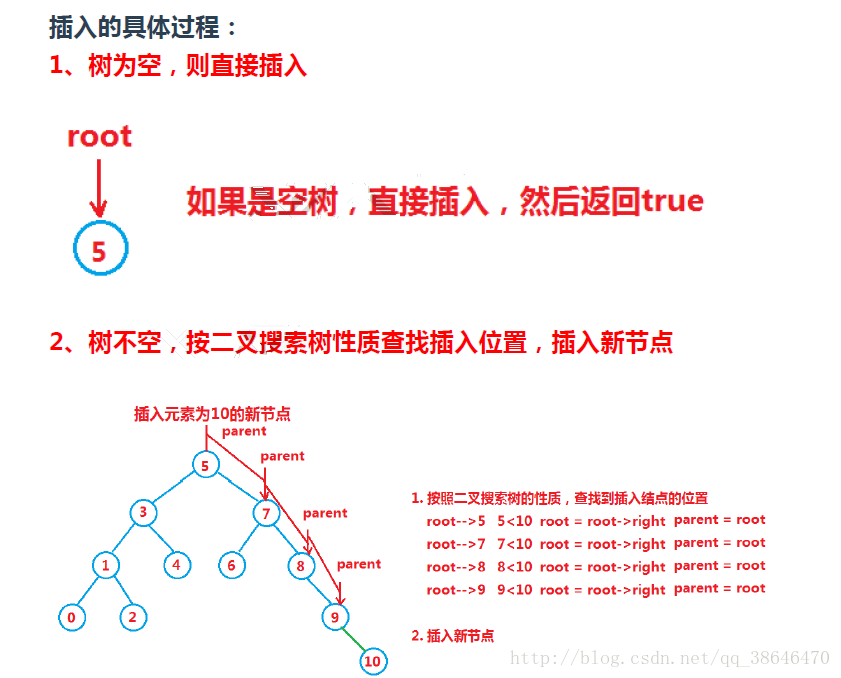 插入的具体过程：
1、树为空，则直接插入
root
5
如果是空树，直接插入，然后返回true
2、树不空，按二叉搜索树性质查找插入位置，插入新节点
插入元素为10的新节点
parent
5
parent
3
7
parent
1
4
6
8
parent
0
2
9
10
1. 按照二叉搜索树的性质，查找到插入结点的位置
root-->5 5<10 root = root->right parent = root
root-->7 7<10 root = root->right parent = root
root-->8 8<10 root = root->right parent = root
root-->9 9<10 root = root->right parent = root
2. 插入新节点
http://blog.csdn.net/qq_38646470